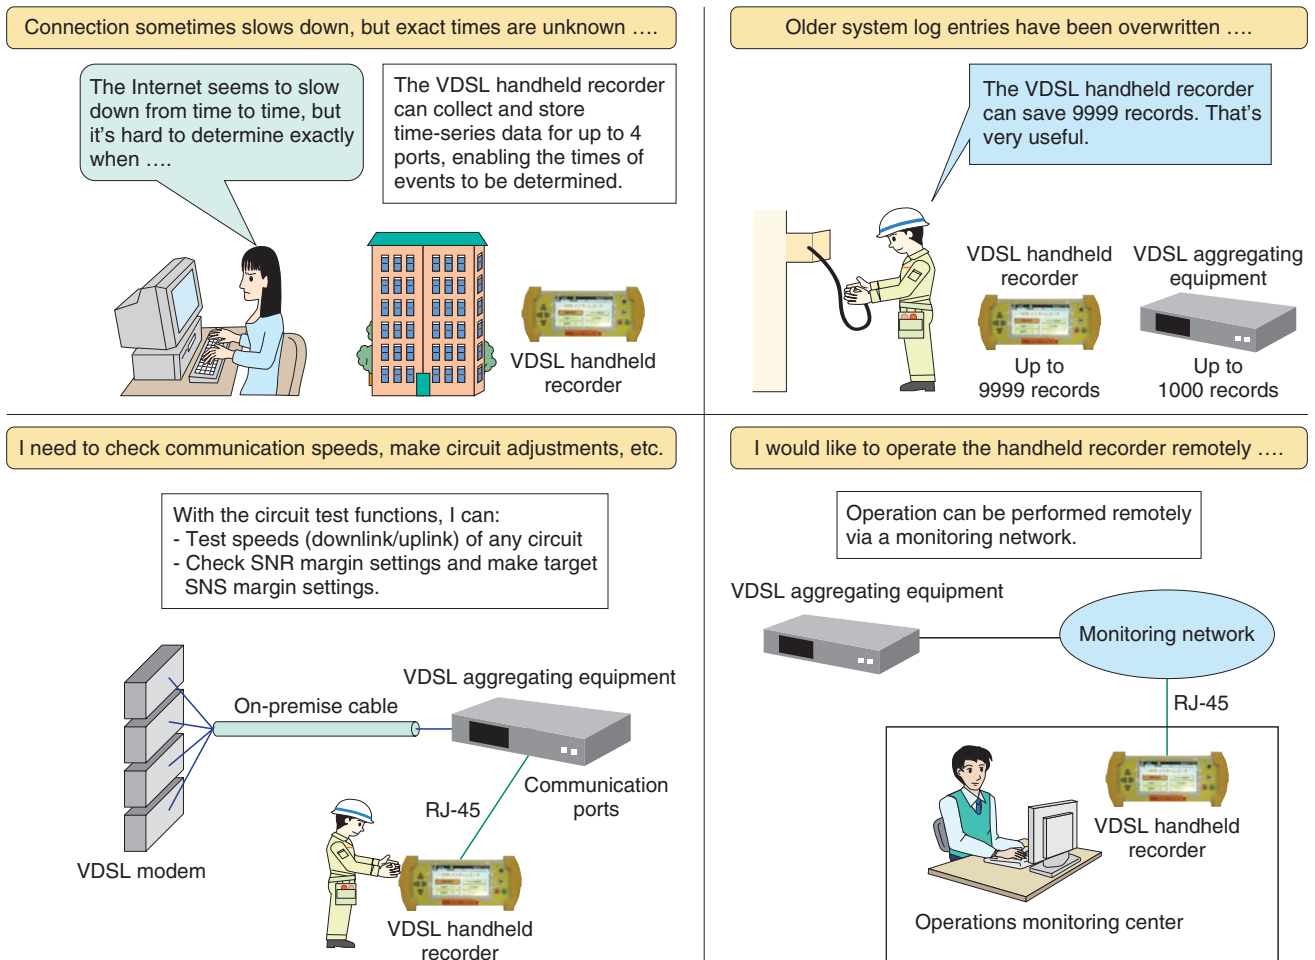 Connection sometimes slows down, but exact times are unknown ….
The Internet seems to slow
down from time to time, but
it's hard to determine exactly
when ….
The VDSL handheld recorder
can collect and store
time-series data for up to 4
ports, enabling the times of
events to be determined.
VDSL handheld
recorder
Older system log entries have been overwritten ….
The VDSL handheld recorder
can save 9999 records. That's
very useful.
VDSL handheld
recorder
Up to
9999 records
VDSL aggregating
equipment
Up to
1000 records
I need to check communication speeds, make circuit adjustments, etc.
With the circuit test functions, I can:
- Test speeds (downlink/uplink) of any circuit
- Check SNR margin settings and make target
SNS margin settings.
VDSL aggregating equipment
On-premise cable
Communication
ports
RJ-45
VDSL modem
VDSL handheld
recorder
I would like to operate the handheld recorder remotely ….
Operation can be performed remotely
via a monitoring network.
VDSL aggregating equipment
Monitoring network
RJ-45
VDSL handheld
recorder
Operations monitoring center